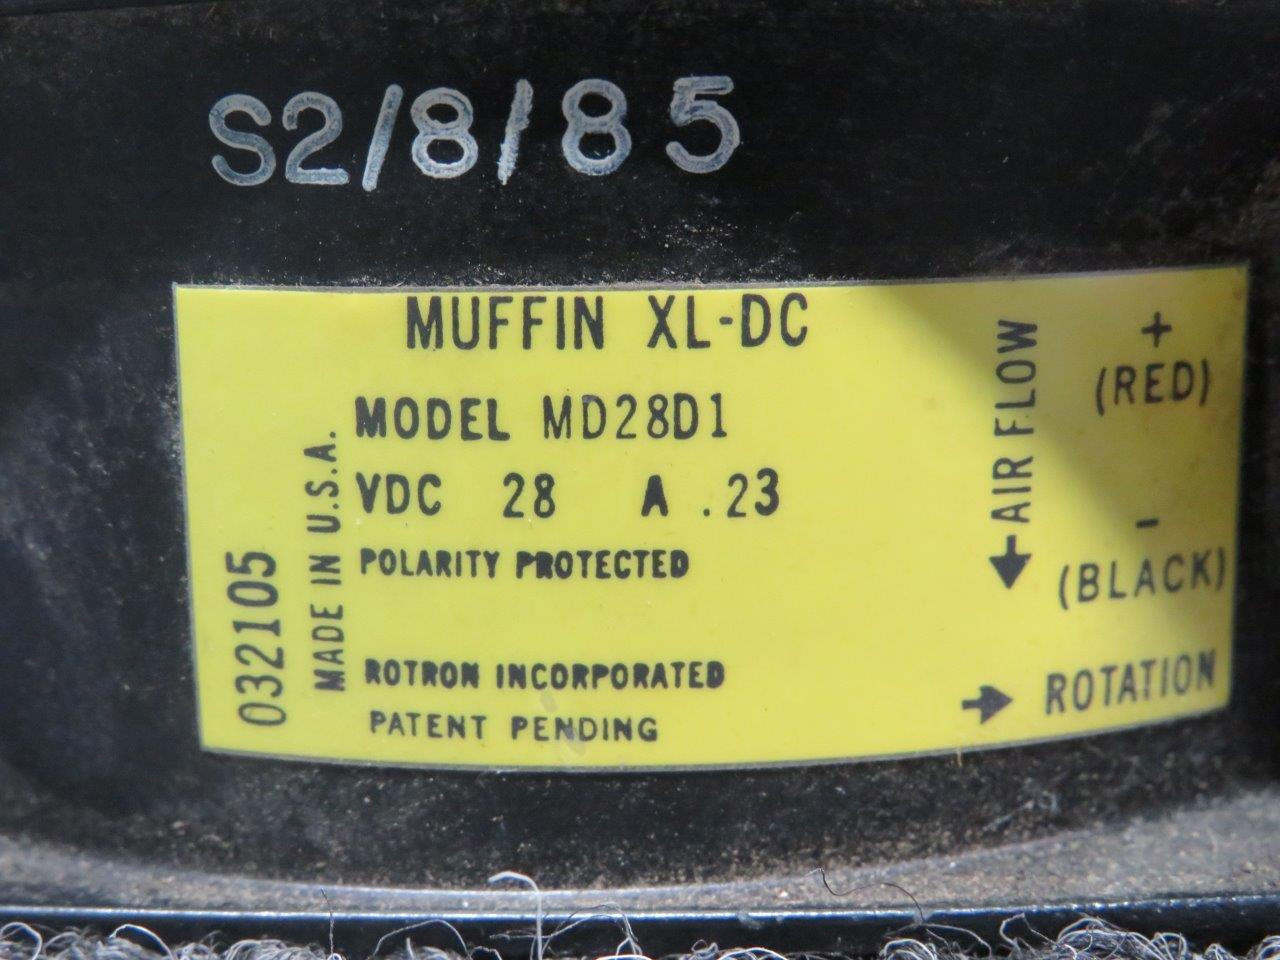 S2/8/85
MUFFIN XL-DC
MODEL MD28D1
VDC 28 A .23
POLARITY PROTECTED
ROTRON INCORPORATED
PATENT PENDING
032105
MADE IN U.S.A.
← AIR FLOW
+
(RED)
-
(BLACK)
→ ROTATION